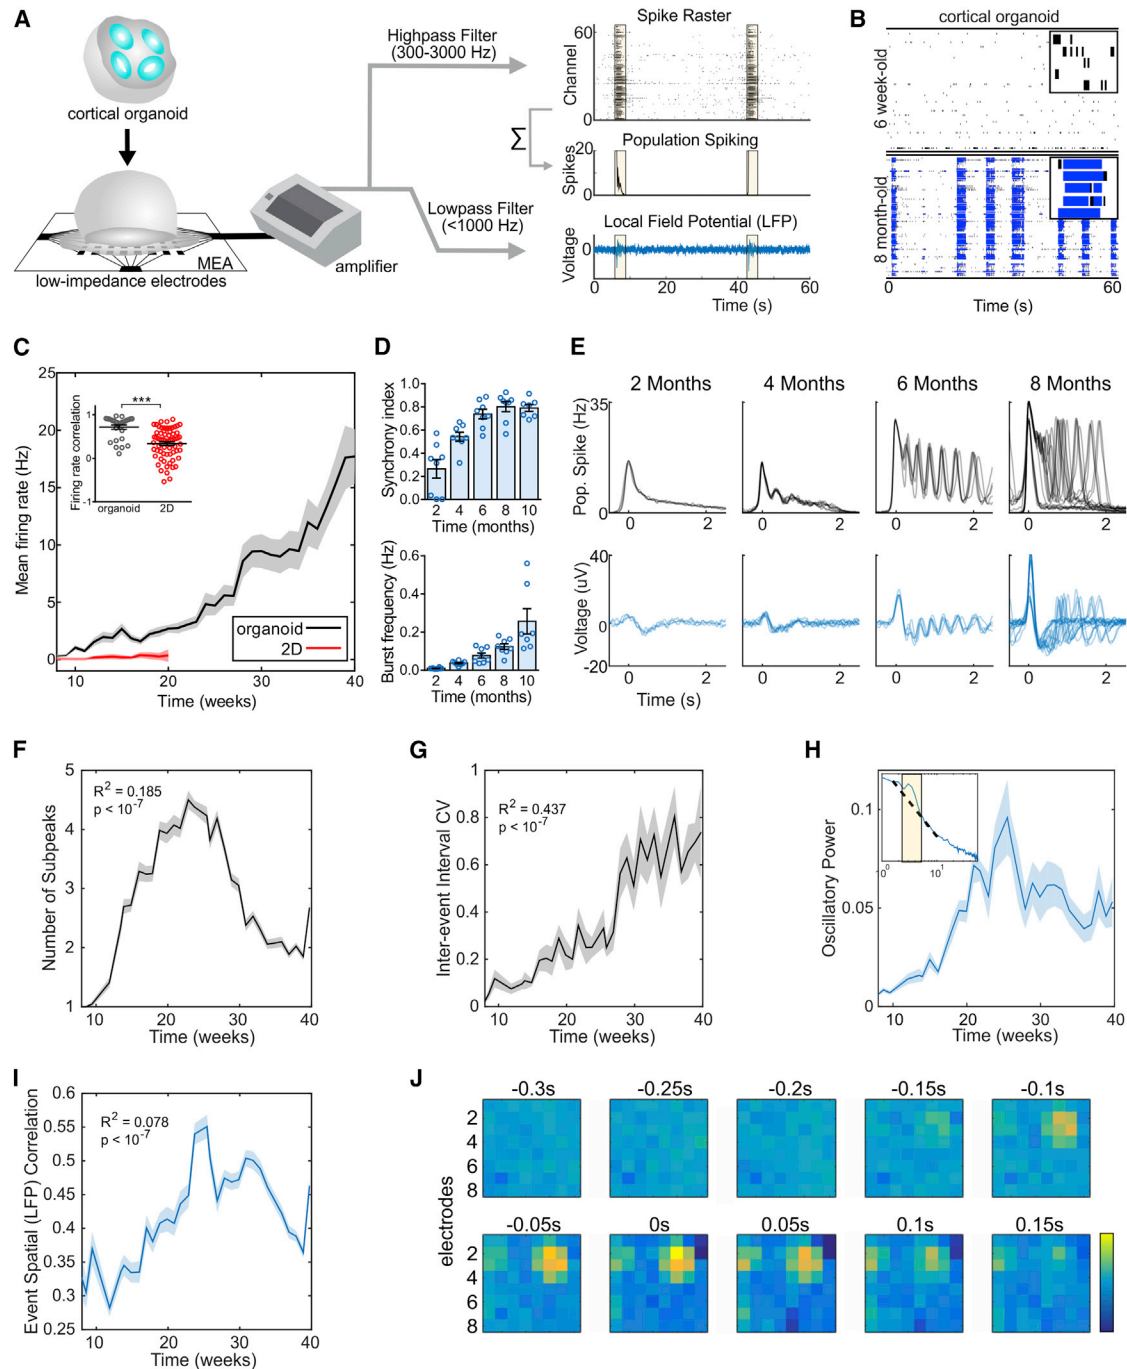 A
cortical organoid
MEA
low-impedance electrodes
amplifier
Highpass Filter
(300-3000 Hz)
Lowpass Filter
(<1000 Hz)
Σ
Spike Raster
Channel
60
0
Population Spiking
Spikes
20
0
Local Field Potential (LFP)
Voltage
0
0 20 40 60
Time (s)
B
cortical organoid
6 week-old
8 month-old
0 60
Time (s)
C
Mean firing rate (Hz)
25
20
15
10
5
0
Firing rate correlation
1
0
-1
***
organoid 2D
organoid
2D
10 20 30 40
Time (weeks)
D
Synchrony index
1.0
0.8
0.6
0.4
0.2
0.0
2 4 6 8 10
Time (months)
Burst frequency (Hz)
0.6
0.4
0.2
0.0
2 4 6 8 10
Time (months)
E
2 Months 4 Months 6 Months 8 Months
Pop. Spike (Hz)
35
0
0 2 0 2 0 2 0 2
Voltage (uV)
40
0
-20
0 2 0 2 0 2 0 2
Time (s)
F
Number of Subpeaks
5
4
3
2
1
R2 = 0.185
p < 10-7
10 20 30 40
Time (weeks)
G
Inter-event Interval CV
1
0.8
0.6
0.4
0.2
0
R2 = 0.437
p < 10-7
10 20 30 40
Time (weeks)
H
Oscillatory Power
0.1
0.05
0
100 101
10 20 30 40
Time (weeks)
I
Event Spatial (LFP) Correlation
0.6
0.55
0.5
0.45
0.4
0.35
0.3
0.25
R2 = 0.078
p < 10-7
10 20 30 40
Time (weeks)
J
electrodes
-0.3s -0.25s -0.2s -0.15s -0.1s
2
4
6
8
-0.05s 0s 0.05s 0.1s 0.15s
2
4
6
8